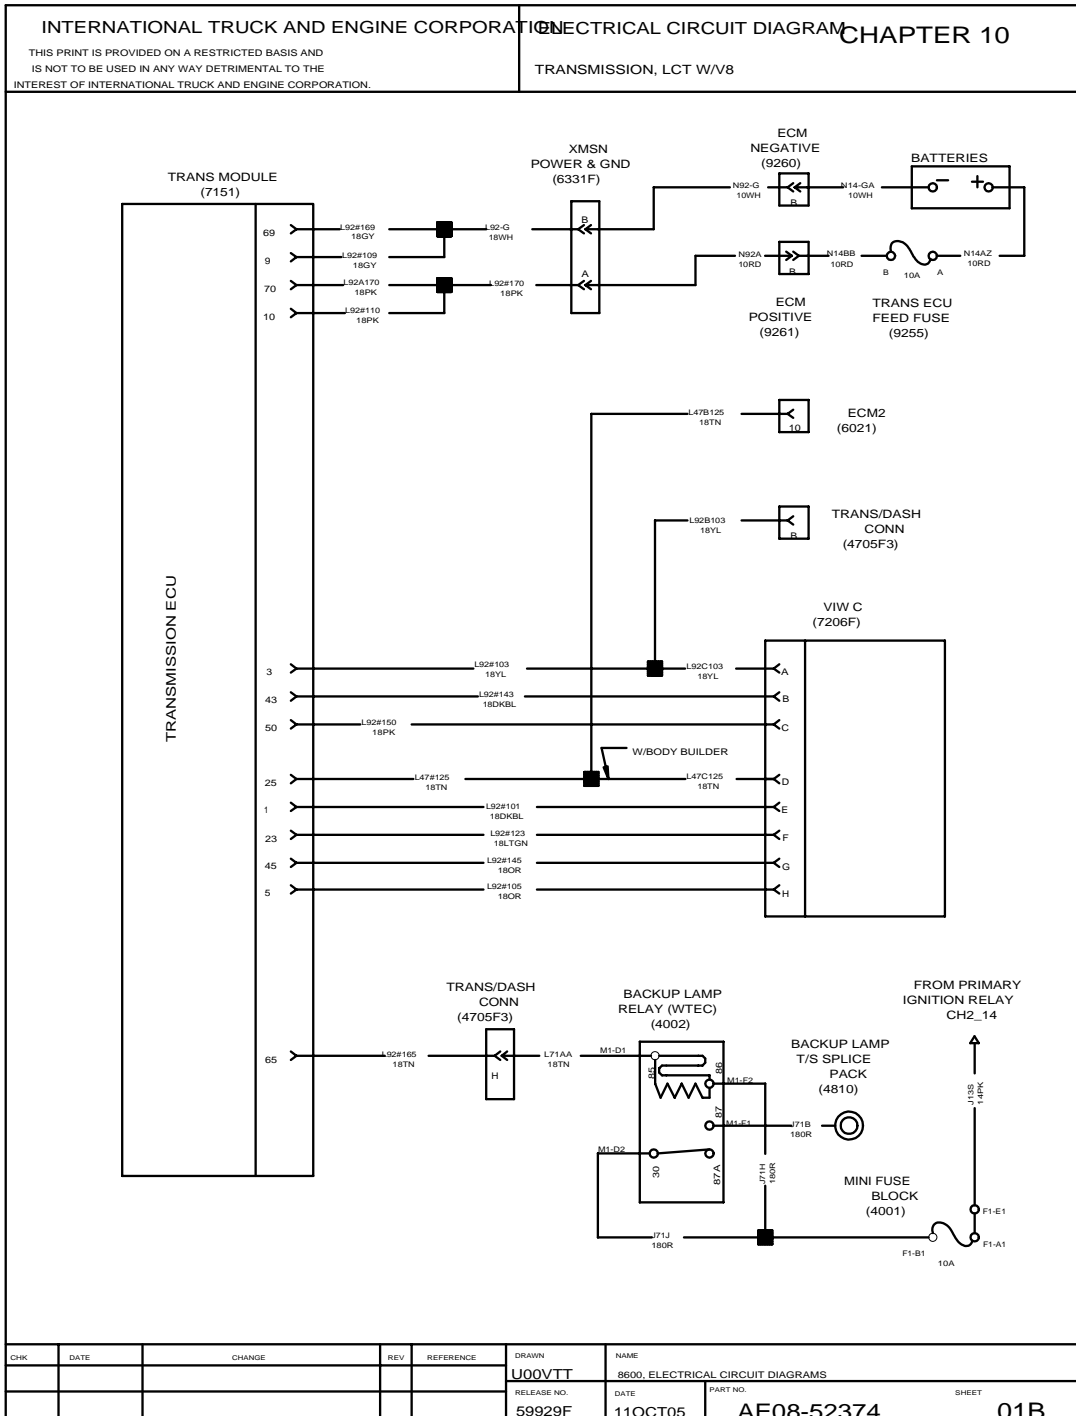 INTERNATIONAL TRUCK AND ENGINE CORPORATION
THIS PRINT IS PROVIDED ON A RESTRICTED BASIS AND
IS NOT TO BE USED IN ANY WAY DETRIMENTAL TO THE
INTEREST OF INTERNATIONAL TRUCK AND ENGINE CORPORATION.
ELECTRICAL CIRCUIT DIAGRAM
CHAPTER 10
TRANSMISSION, LCT W/V8
TRANS MODULE
(7151)
XMSN
POWER & GND
(6331F)
ECM
NEGATIVE
(9260)
BATTERIES
TRANSMISSION ECU
69
L92#169
18GY
L92-G
18WH
B
N92-G
10WH
B
N14-GA
10WH
9
L92#109
18GY
70
L92A170
18PK
L92#170
18PK
A
N92A
10RD
B
N14BB
10RD
B
10A
A
N14AZ
10RD
10
L92#110
18PK
ECM
POSITIVE
(9261)
TRANS ECU
FEED FUSE
(9255)
L47B125
18TN
10
ECM2
(6021)
L92B103
18YL
B
TRANS/DASH
CONN
(4705F3)
VIW C
(7206F)
3
L92#103
18YL
L92C103
18YL
A
43
L92#143
18DKBL
B
50
L92#150
18PK
C
W/BODY BUILDER
25
L47#125
18TN
L47C125
18TN
D
1
L92#101
18DKBL
E
23
L92#123
18LTGN
F
45
L92#145
18OR
G
5
L92#105
18OR
H
TRANS/DASH
CONN
(4705F3)
BACKUP LAMP
RELAY (WTEC)
(4002)
FROM PRIMARY
IGNITION RELAY
CH2_14
BACKUP LAMP
T/S SPLICE
PACK
(4810)
65
L92#165
18TN
H
L71AA
18TN
M1-D1
85
86
M1-F2
87
M1-E1
J71B
180R
M1-D2
30
87A
J71H
180R
J13S
14PK
MINI FUSE
BLOCK
(4001)
J71J
180R
F1-E1
F1-B1
10A
F1-A1
CHK
DATE
CHANGE
REV
REFERENCE
DRAWN
U00VTT
NAME
8600, ELECTRICAL CIRCUIT DIAGRAMS
RELEASE NO.
59929F
DATE
11OCT05
PART NO.
AE08-52374
SHEET
01B